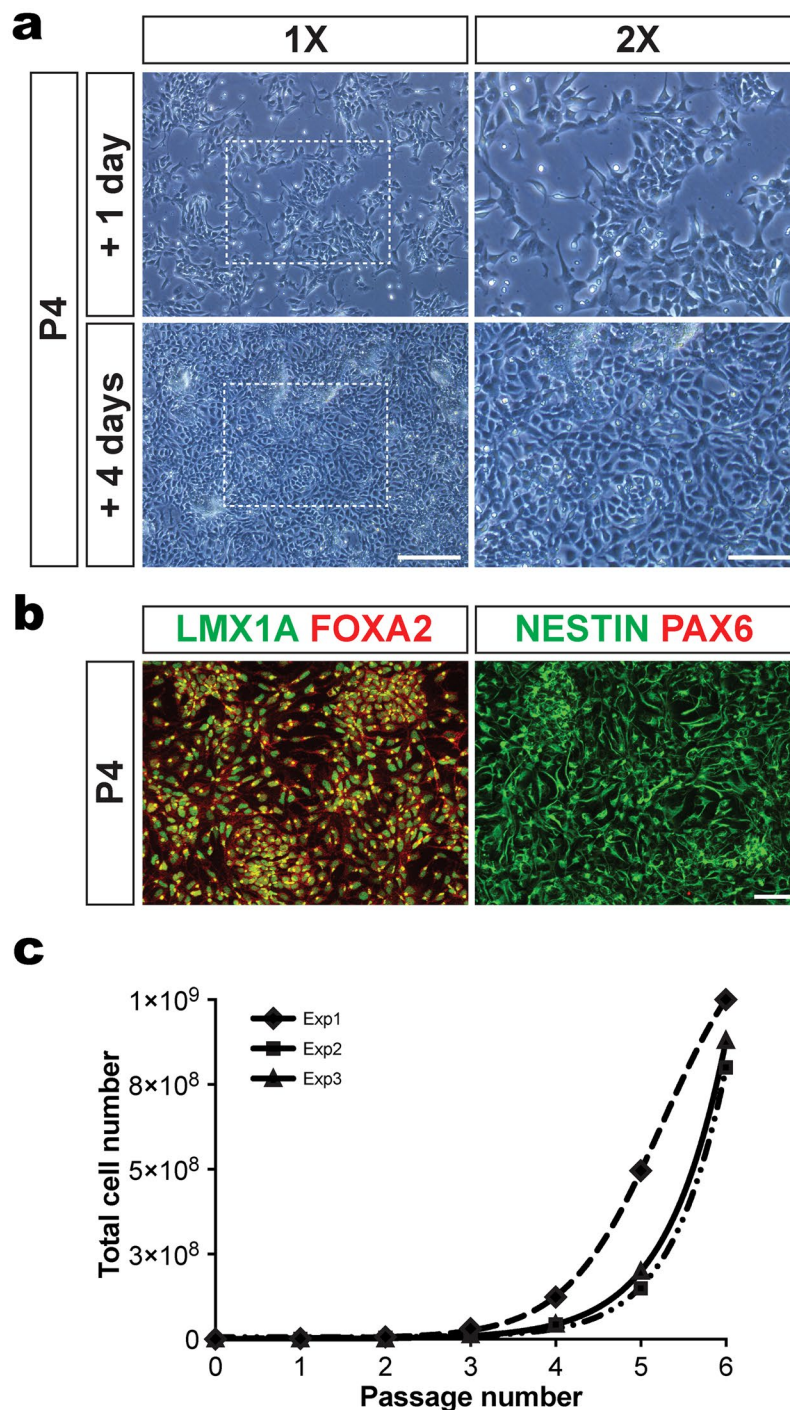 a
1X
2X
P4
+ 1 day
+ 4 days
b
LMX1A FOXA2
NESTIN PAX6
P4
c
1×10⁹
8×10⁸
5×10⁸
3×10⁸
0
Total cell number
Exp1
Exp2
Exp3
0 1 2 3 4 5 6
Passage number